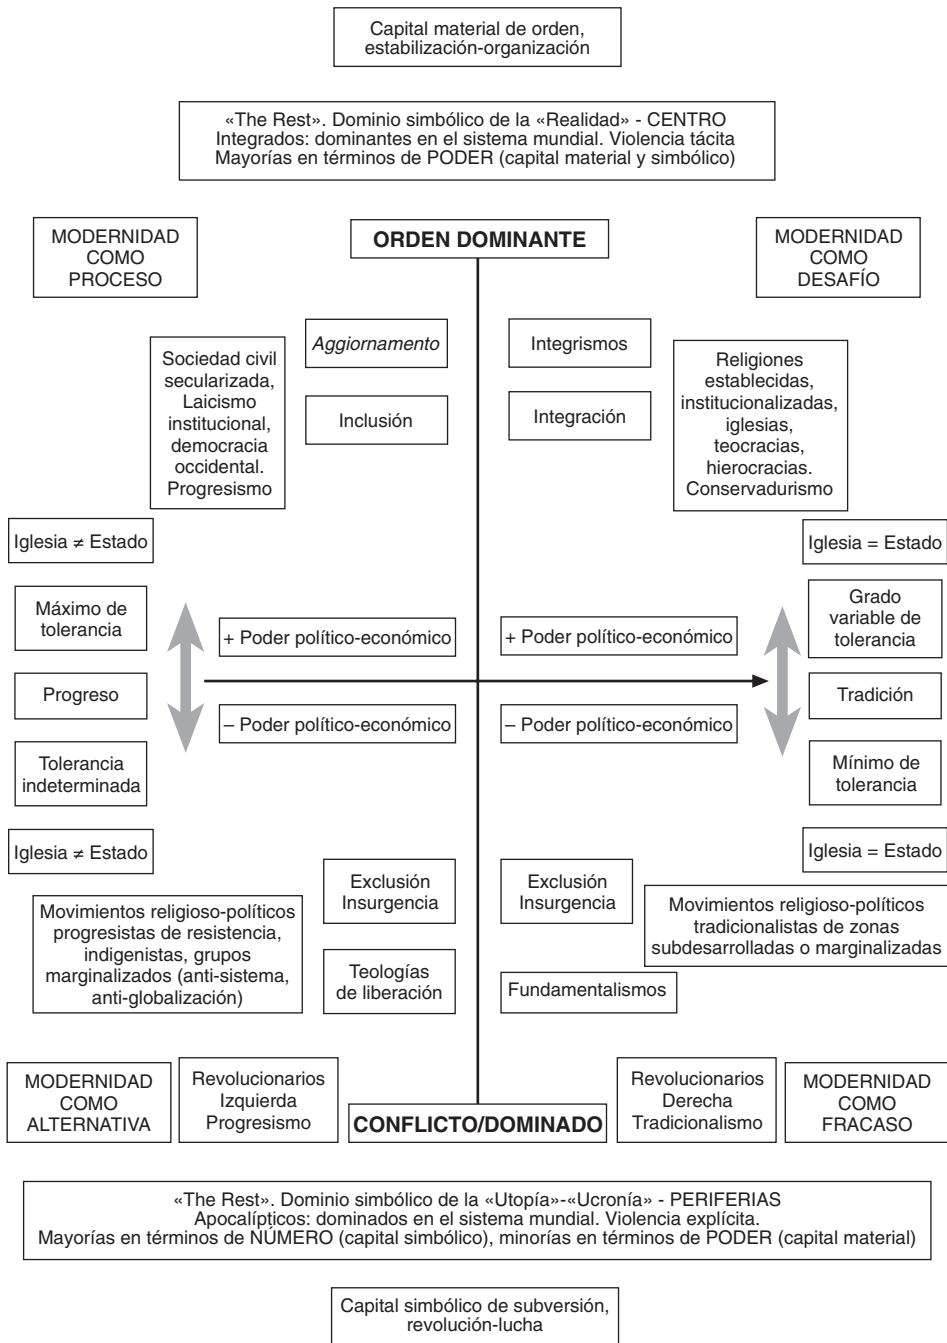 Capital material de orden,
estabilización-organización
«The Rest». Dominio simbólico de la «Realidad» - CENTRO
Integrados: dominantes en el sistema mundial. Violencia tácita
Mayorías en términos de PODER (capital material y simbólico)
MODERNIDAD
COMO
PROCESO
ORDEN DOMINANTE
MODERNIDAD
COMO
DESAFÍO
Sociedad civil
secularizada,
Laicismo
institucional,
democracia
occidental.
Progresismo
Aggiornamento
Inclusión
Integrismos
Integración
Religiones
establecidas,
institucionalizadas,
iglesias,
teocracias,
hierocracias.
Conservadurismo
Iglesia ≠ Estado
Iglesia = Estado
Máximo de
tolerancia
+ Poder político-económico
+ Poder político-económico
Grado
variable de
tolerancia
Progreso
Tradición
– Poder político-económico
– Poder político-económico
Tolerancia
indeterminada
Mínimo de
tolerancia
Iglesia ≠ Estado
Iglesia = Estado
Exclusión
Insurgencia
Exclusión
Insurgencia
Movimientos religioso-políticos
progresistas de resistencia,
indigenistas, grupos
marginalizados (anti-sistema,
anti-globalización)
Teologías
de liberación
Fundamentalismos
Movimientos religioso-políticos
tradicionalistas de zonas
subdesarrolladas o marginalizadas
MODERNIDAD
COMO
ALTERNATIVA
Revolucionarios
Izquierda
Progresismo
CONFLICTO/DOMINADO
Revolucionarios
Derecha
Tradicionalismo
MODERNIDAD
COMO
FRACASO
«The Rest». Dominio simbólico de la «Utopía»-«Ucronía» - PERIFERIAS
Apocalípticos: dominados en el sistema mundial. Violencia explícita.
Mayorías en términos de NÚMERO (capital simbólico), minorías en términos de PODER (capital material)
Capital simbólico de subversión,
revolución-lucha